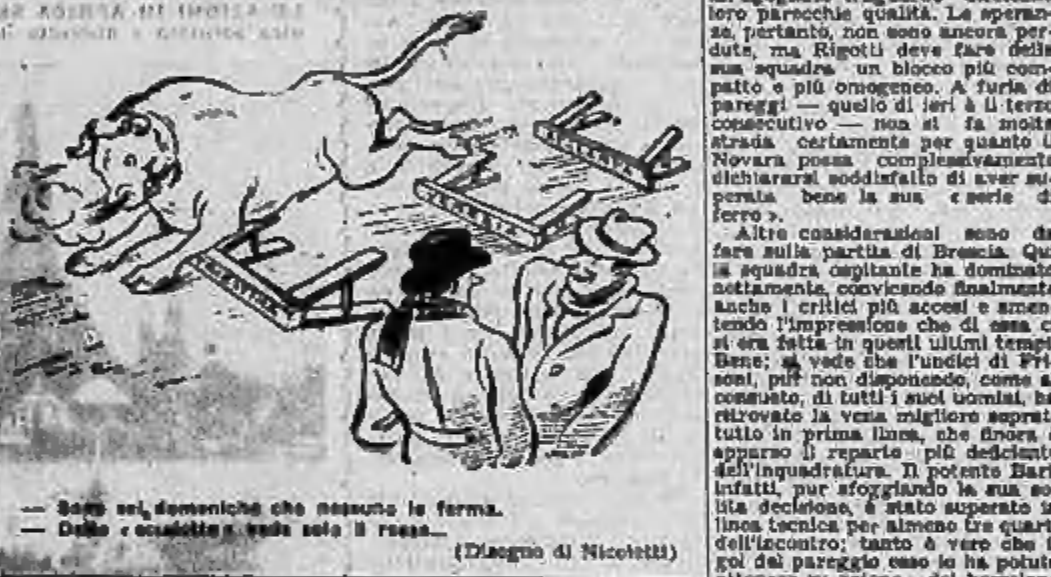 — Sono sei domeniche che nessuno lo ferma.
— Dello vede solo il rosso...
(Disegno di Nicoletti)
loro parecchie qualità. Le speran-
ze, pertanto, non sono ancora per-
dute, ma Rigotti deve fare della
sua squadra un blocco più com-
patto e più omogeneo. A furia di
pareggi — quello di ieri è il terzo
consecutivo — non si fa molta
strada certamente per quanto il
Novara possa complessivamente
dichiararsi soddisfatto di aver su-
perata bene la sua « serie di
ferro ».
Altre considerazioni sono da
fare sulla partita di Brescia. Qui
la squadra ospitante ha dominato
nettamente, convicendo finalmente
anche i critici più accesi e smen-
tendo l'impressione che di essa ci
si era fatta in questi ultimi tempi.
Bene; si vede che l'undici di Fri-
soni, pur non disponendo, come al
consueto, di tutti i suoi uomini, ha
ritrovato la vena migliore soprat-
tutto in prima linea, che finora è
apparso il reparto più deficiente
dell'inquadratura. Il potente Bari
infatti, pur sfoggiando la sua so-
lita decisione, è stato superato in
linea tecnica per almeno tre quarti
dell'incontro; tanto è vero che il
gol del pareggio esso lo ha potuto